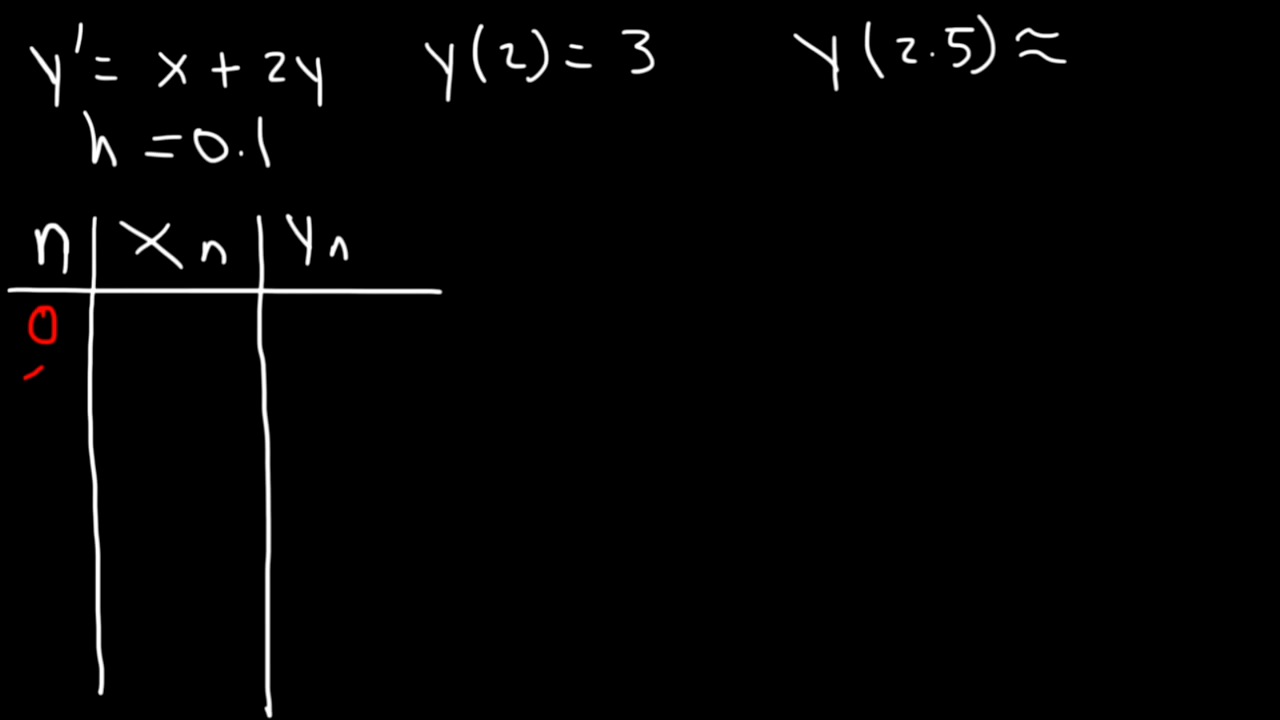 y' = x + 2y y(2) = 3 y(2.5) ≈
h = 0.1
n xn yn
0